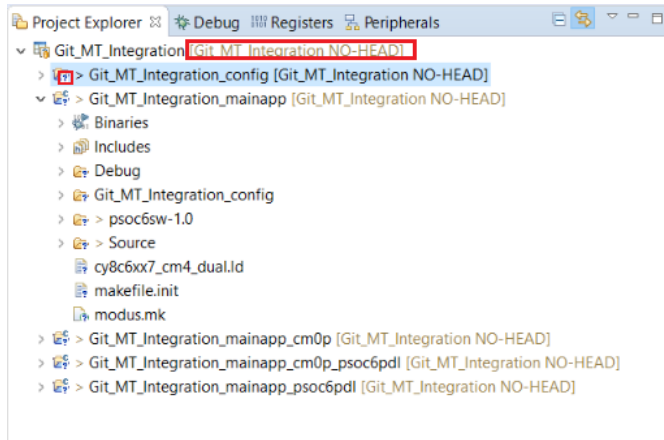 Project Explorer Debug Registers Peripherals
Git_MT_Integration [Git_MT_Integration NO-HEAD]
> Git_MT_Integration_config [Git_MT_Integration NO-HEAD]
> Git_MT_Integration_mainapp [Git_MT_Integration NO-HEAD]
Binaries
Includes
Debug
Git_MT_Integration_config
> psoc6sw-1.0
> Source
cy8c6xx7_cm4_dual.ld
makefile.init
modus.mk
> Git_MT_Integration_mainapp_cm0p [Git_MT_Integration NO-HEAD]
> Git_MT_Integration_mainapp_cm0p_psoc6pdl [Git_MT_Integration NO-HEAD]
> Git_MT_Integration_mainapp_psoc6pdl [Git_MT_Integration NO-HEAD]